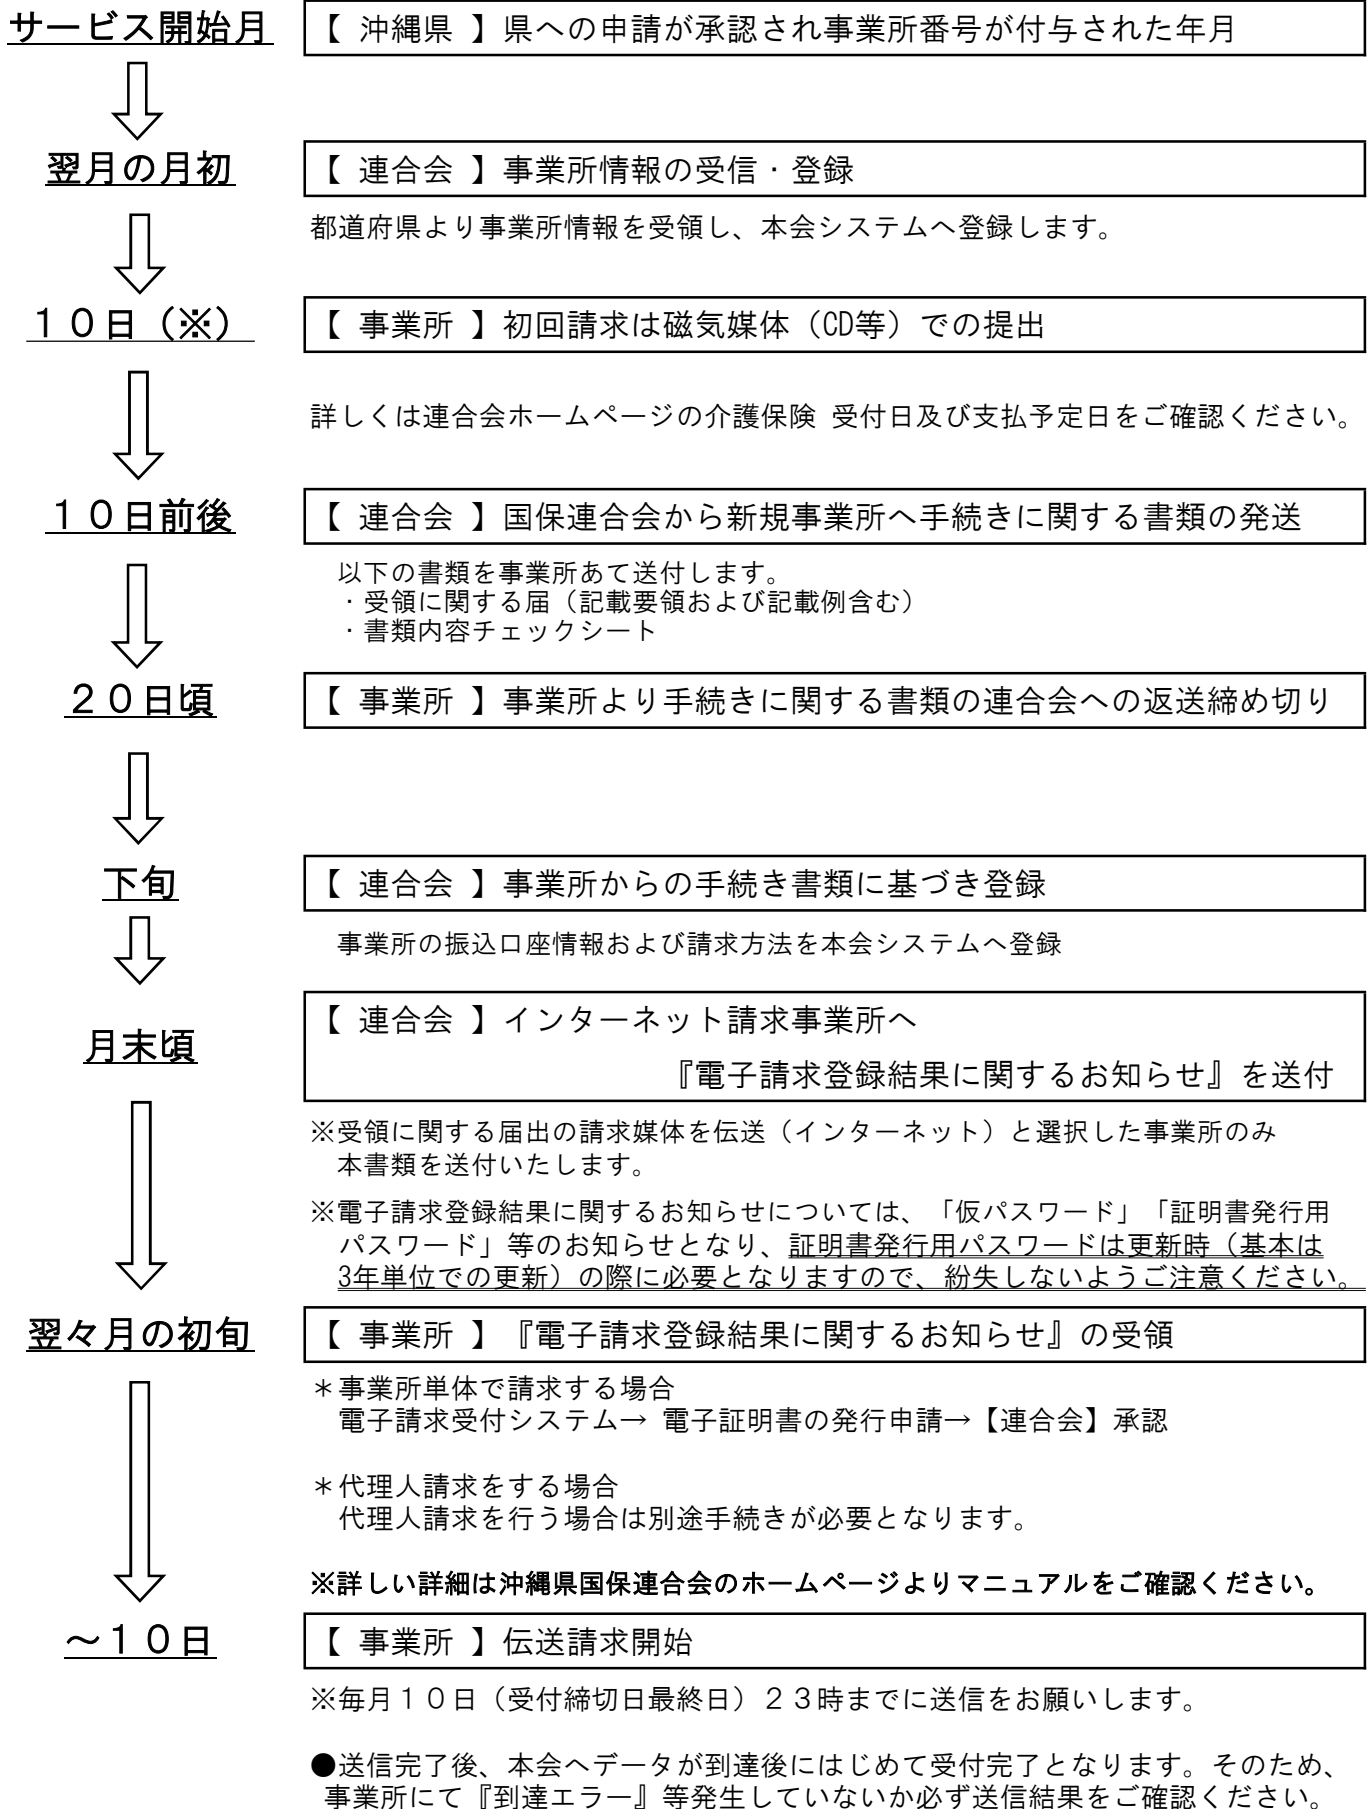 サービス開始月
【 沖縄県 】県への申請が承認され事業所番号が付与された年月
翌月の月初
【 連合会 】事業所情報の受信・登録
都道府県より事業所情報を受領し、本会システムへ登録します。
１０日（※）
【 事業所 】初回請求は磁気媒体（CD等）での提出
詳しくは連合会ホームページの介護保険 受付日及び支払予定日をご確認ください。
１０日前後
【 連合会 】国保連合会から新規事業所へ手続きに関する書類の発送
以下の書類を事業所あて送付します。
・受領に関する届（記載要領および記載例含む）
・書類内容チェックシート
２０日頃
【 事業所 】事業所より手続きに関する書類の連合会への返送締め切り
下旬
【 連合会 】事業所からの手続き書類に基づき登録
事業所の振込口座情報および請求方法を本会システムへ登録
月末頃
【 連合会 】インターネット請求事業所へ
『電子請求登録結果に関するお知らせ』を送付
※受領に関する届出の請求媒体を伝送（インターネット）と選択した事業所のみ
本書類を送付いたします。
※電子請求登録結果に関するお知らせについては、「仮パスワード」「証明書発行用
パスワード」等のお知らせとなり、証明書発行用パスワードは更新時（基本は
3年単位での更新）の際に必要となりますので、紛失しないようご注意ください。
翌々月の初旬
【 事業所 】『電子請求登録結果に関するお知らせ』の受領
＊事業所単体で請求する場合
電子請求受付システム→ 電子証明書の発行申請→【連合会】承認
＊代理人請求をする場合
代理人請求を行う場合は別途手続きが必要となります。
※詳しい詳細は沖縄県国保連合会のホームページよりマニュアルをご確認ください。
～１０日
【 事業所 】伝送請求開始
※毎月１０日（受付締切日最終日）２３時までに送信をお願いします。
●送信完了後、本会へデータが到達後にはじめて受付完了となります。そのため、
事業所にて『到達エラー』等発生していないか必ず送信結果をご確認ください。